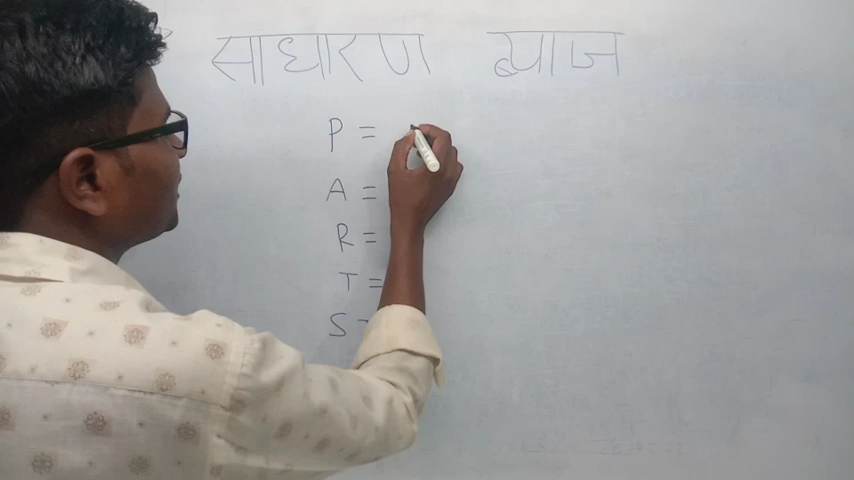 साधारण ब्याज
P =
A =
R =
T =
S =